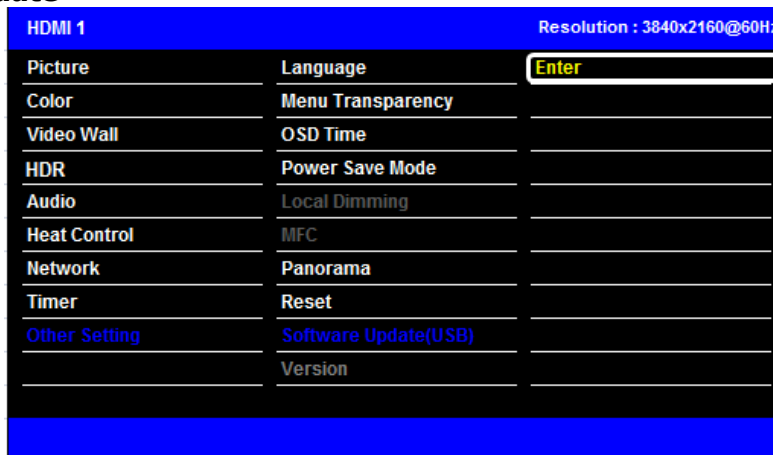 HDMI 1 Resolution : 3840x2160@60Hz
Picture Language Enter
Color Menu Transparency
Video Wall OSD Time
HDR Power Save Mode
Audio Local Dimming
Heat Control MFC
Network Panorama
Timer Reset
Other Setting Software Update(USB)
Version